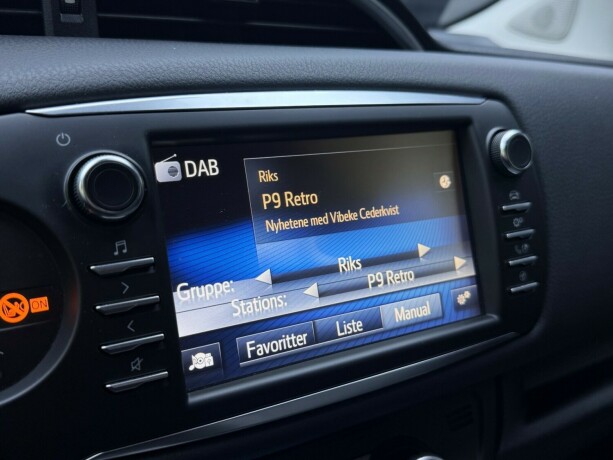 DAB
Riks
P9 Retro
Nyhetene med Vibeke Cederkvist
Gruppe: Riks
Stations: P9 Retro
Favoritter Liste Manual
ON